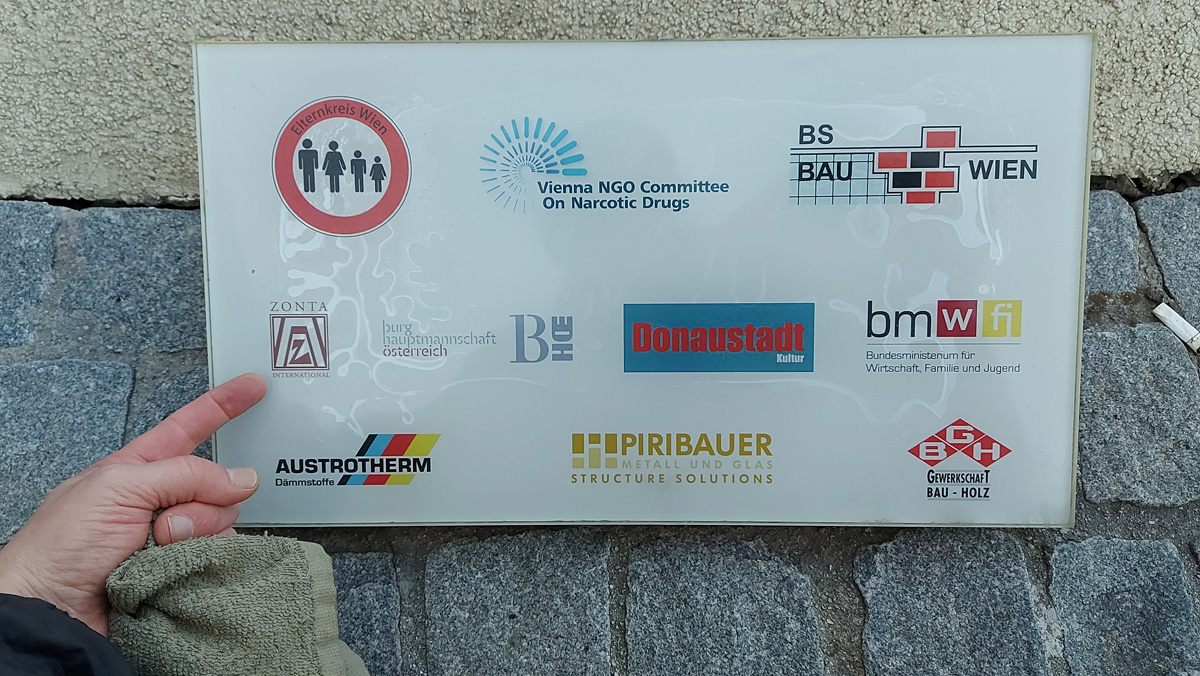 Elternkreis Wien
Vienna NGO Committee
On Narcotic Drugs
BS
BAU
WIEN
ZONTA
INTERNATIONAL
burg
hauptmannschaft
österreich
BHÖ
Donaustadt
Kultur
bmwfj
Bundesministerium für
Wirtschaft, Familie und Jugend
AUSTROTHERM
Dämmstoffe
PIRIBAUER
METALL UND GLAS
STRUCTURE SOLUTIONS
BGH
GEWERKSCHAFT
BAU - HOLZ